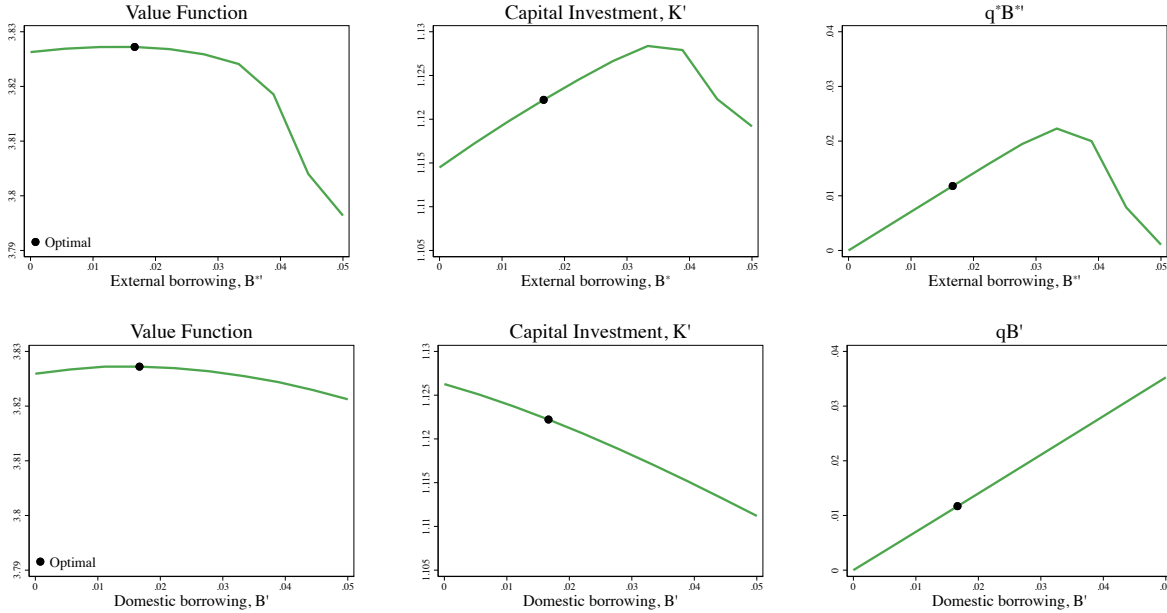 Value Function
3.83
3.82
3.81
3.8
3.79
Optimal
0 .01 .02 .03 .04 .05
External borrowing, B*'
Capital Investment, K'
1.13
1.125
1.12
1.115
1.11
1.105
0 .01 .02 .03 .04 .05
External borrowing, B*
q*B*'
.04
.03
.02
.01
0
0 .01 .02 .03 .04 .05
External borrowing, B*'
Value Function
3.83
3.82
3.81
3.8
3.79
Optimal
0 .01 .02 .03 .04 .05
Domestic borrowing, B'
Capital Investment, K'
1.13
1.125
1.12
1.115
1.11
1.105
0 .01 .02 .03 .04 .05
Domestic borrowing, B'
qB'
.04
.03
.02
.01
0
0 .01 .02 .03 .04 .05
Domestic borrowing, B'